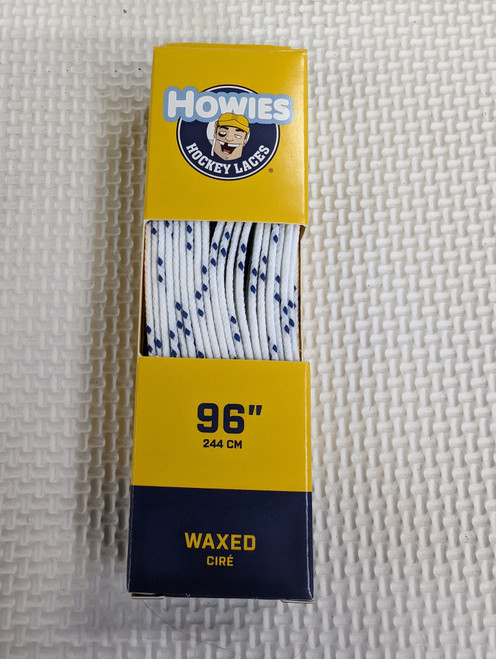 HOWIES
HOCKEY LACES
®
96"
244 CM
WAXED
CIRÉ